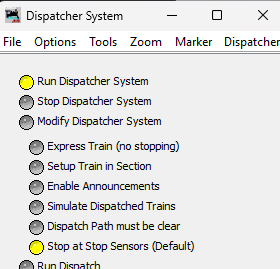 Dispatcher System
File Options Tools Zoom Marker Dispatcher
Run Dispatcher System
Stop Dispatcher System
Modify Dispatcher System
Express Train (no stopping)
Setup Train in Section
Enable Announcements
Simulate Dispatched Trains
Dispatch Path must be clear
Stop at Stop Sensors (Default)
Run Dispatch